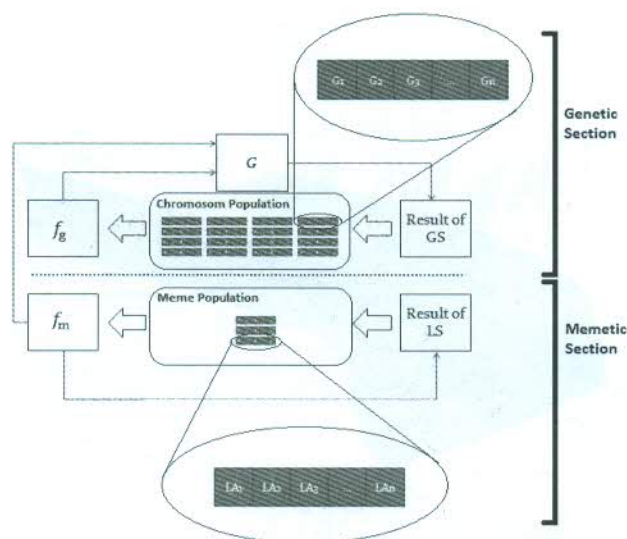 G1 G2 G3 ... Gn
Genetic
Section
G
Chromosom Population
fg
Result of
GS
Meme Population
fm
Result of
LS
Memetic
Section
LA1 LA2 LA3 ... LAn